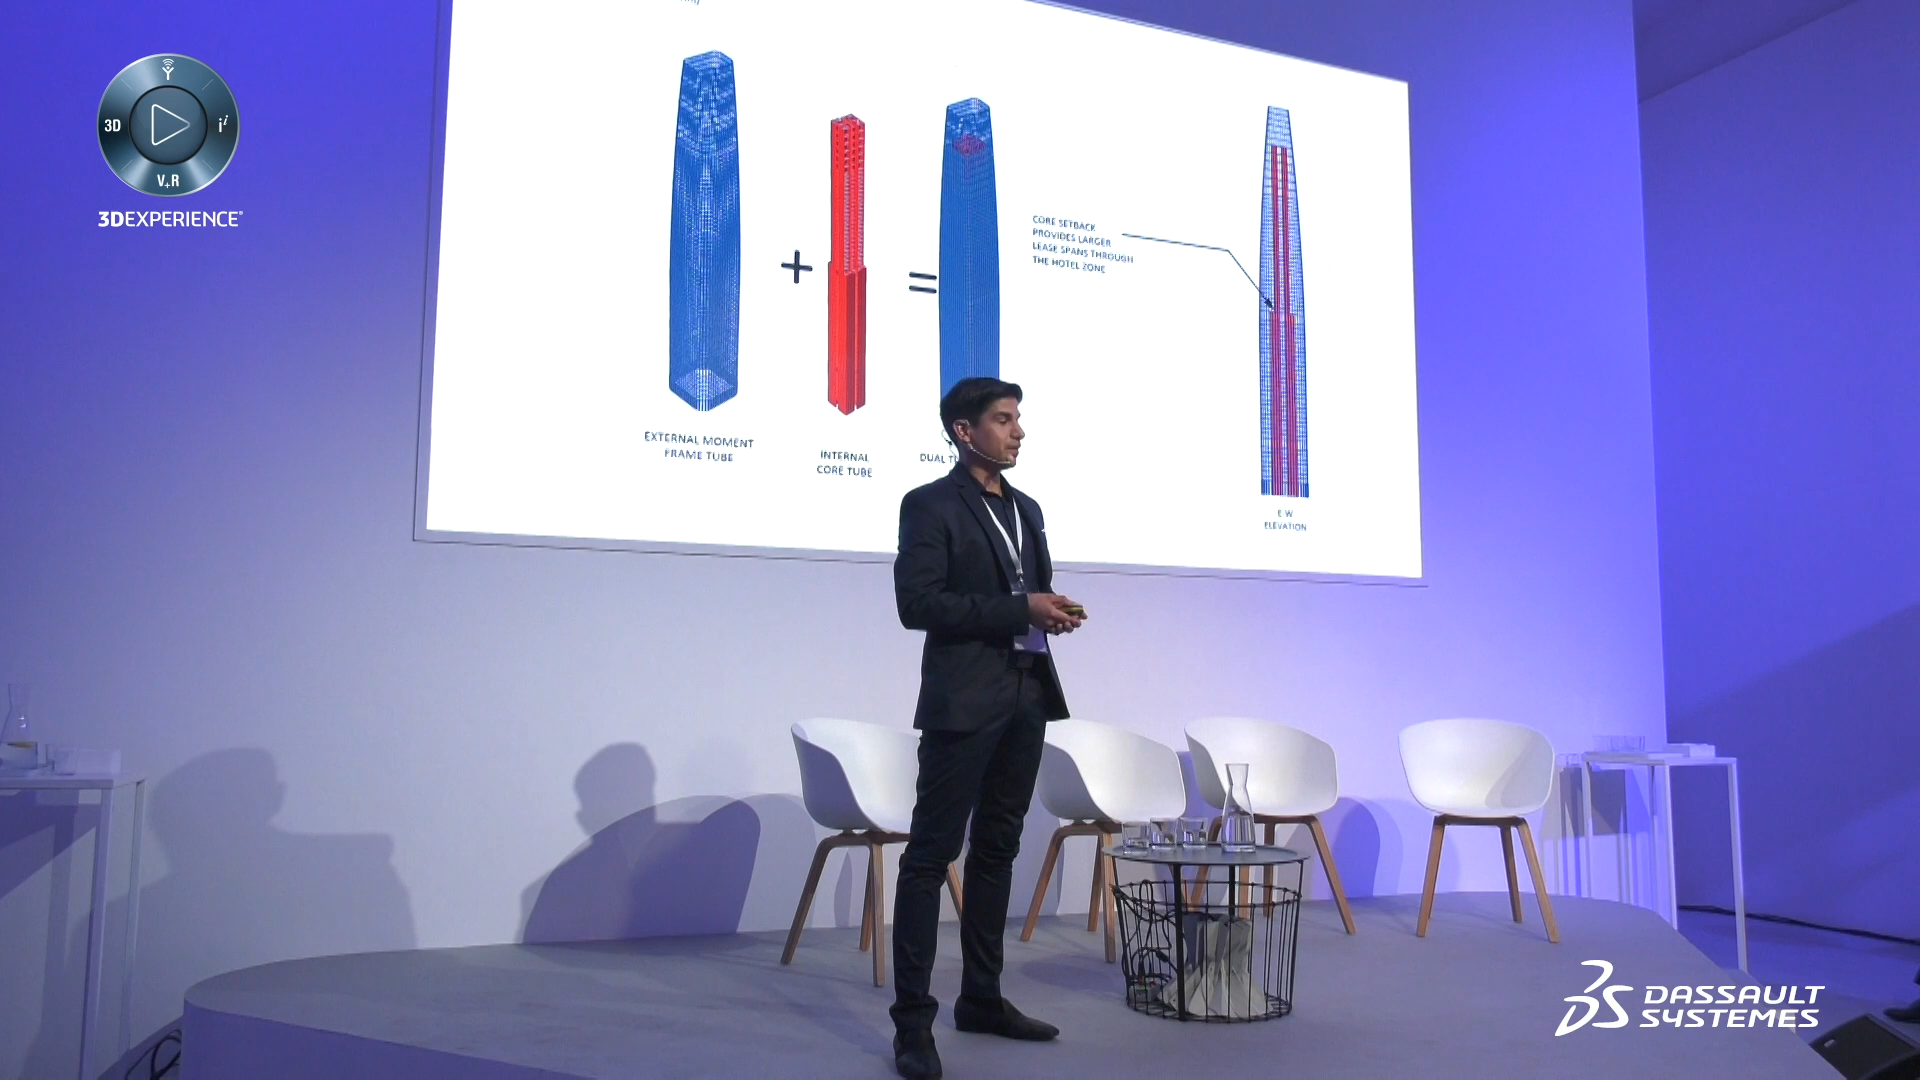 3D
i i
V+R
3DEXPERIENCE
+
=
CORE SETBACK
PROVIDES LARGER
LEASE SPANS THROUGH
THE HOTEL ZONE
EXTERNAL MOMENT
FRAME TUBE
INTERNAL
CORE TUBE
DUAL
E W
ELEVATION
DASSAULT
SYSTEMES